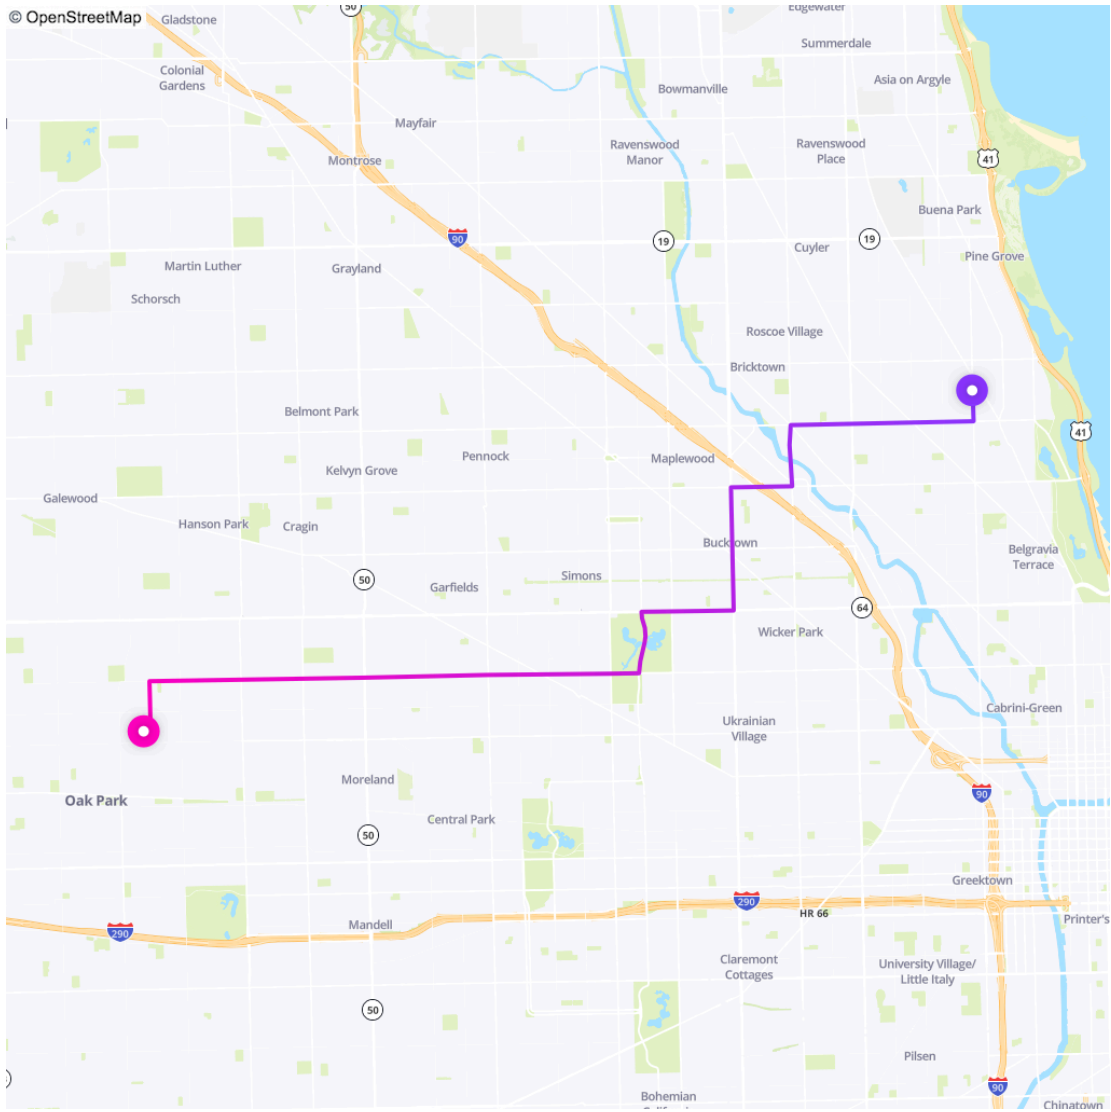 © OpenStreetMap
Gladstone
50
Edgewater
Summerdale
Colonial
Gardens
Asia on Argyle
Bowmanville
Mayfair
Ravenswood
Manor
Ravenswood
Place
Montrose
41
Buena Park
90
19
19
Cuyler
Pine Grove
Martin Luther
Grayland
Schorsch
Roscoe Village
Bricktown
Belmont Park
41
Pennock
Maplewood
Kelvyn Grove
Galewood
Hanson Park
Cragin
Bucktown
Belgravia
Terrace
50
Simons
Garfields
64
Wicker Park
Cabrini-Green
Ukrainian
Village
Moreland
90
Oak Park
Central Park
50
Greektown
290
HR 66
Printer's
Mandell
290
Claremont
Cottages
University Village/
Little Italy
50
Pilsen
90
Bohemian
Chinatown